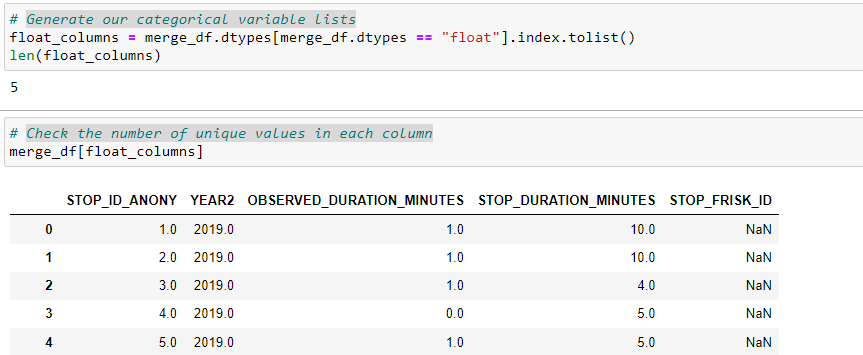 # Generate our categorical variable lists
float_columns = merge_df.dtypes[merge_df.dtypes == "float"].index.tolist()
len(float_columns)
5
# Check the number of unique values in each column
merge_df[float_columns]
STOP_ID_ANONY YEAR2 OBSERVED_DURATION_MINUTES STOP_DURATION_MINUTES STOP_FRISK_ID
0 1.0 2019.0 1.0 10.0 NaN
1 2.0 2019.0 1.0 10.0 NaN
2 3.0 2019.0 1.0 4.0 NaN
3 4.0 2019.0 0.0 5.0 NaN
4 5.0 2019.0 1.0 5.0 NaN